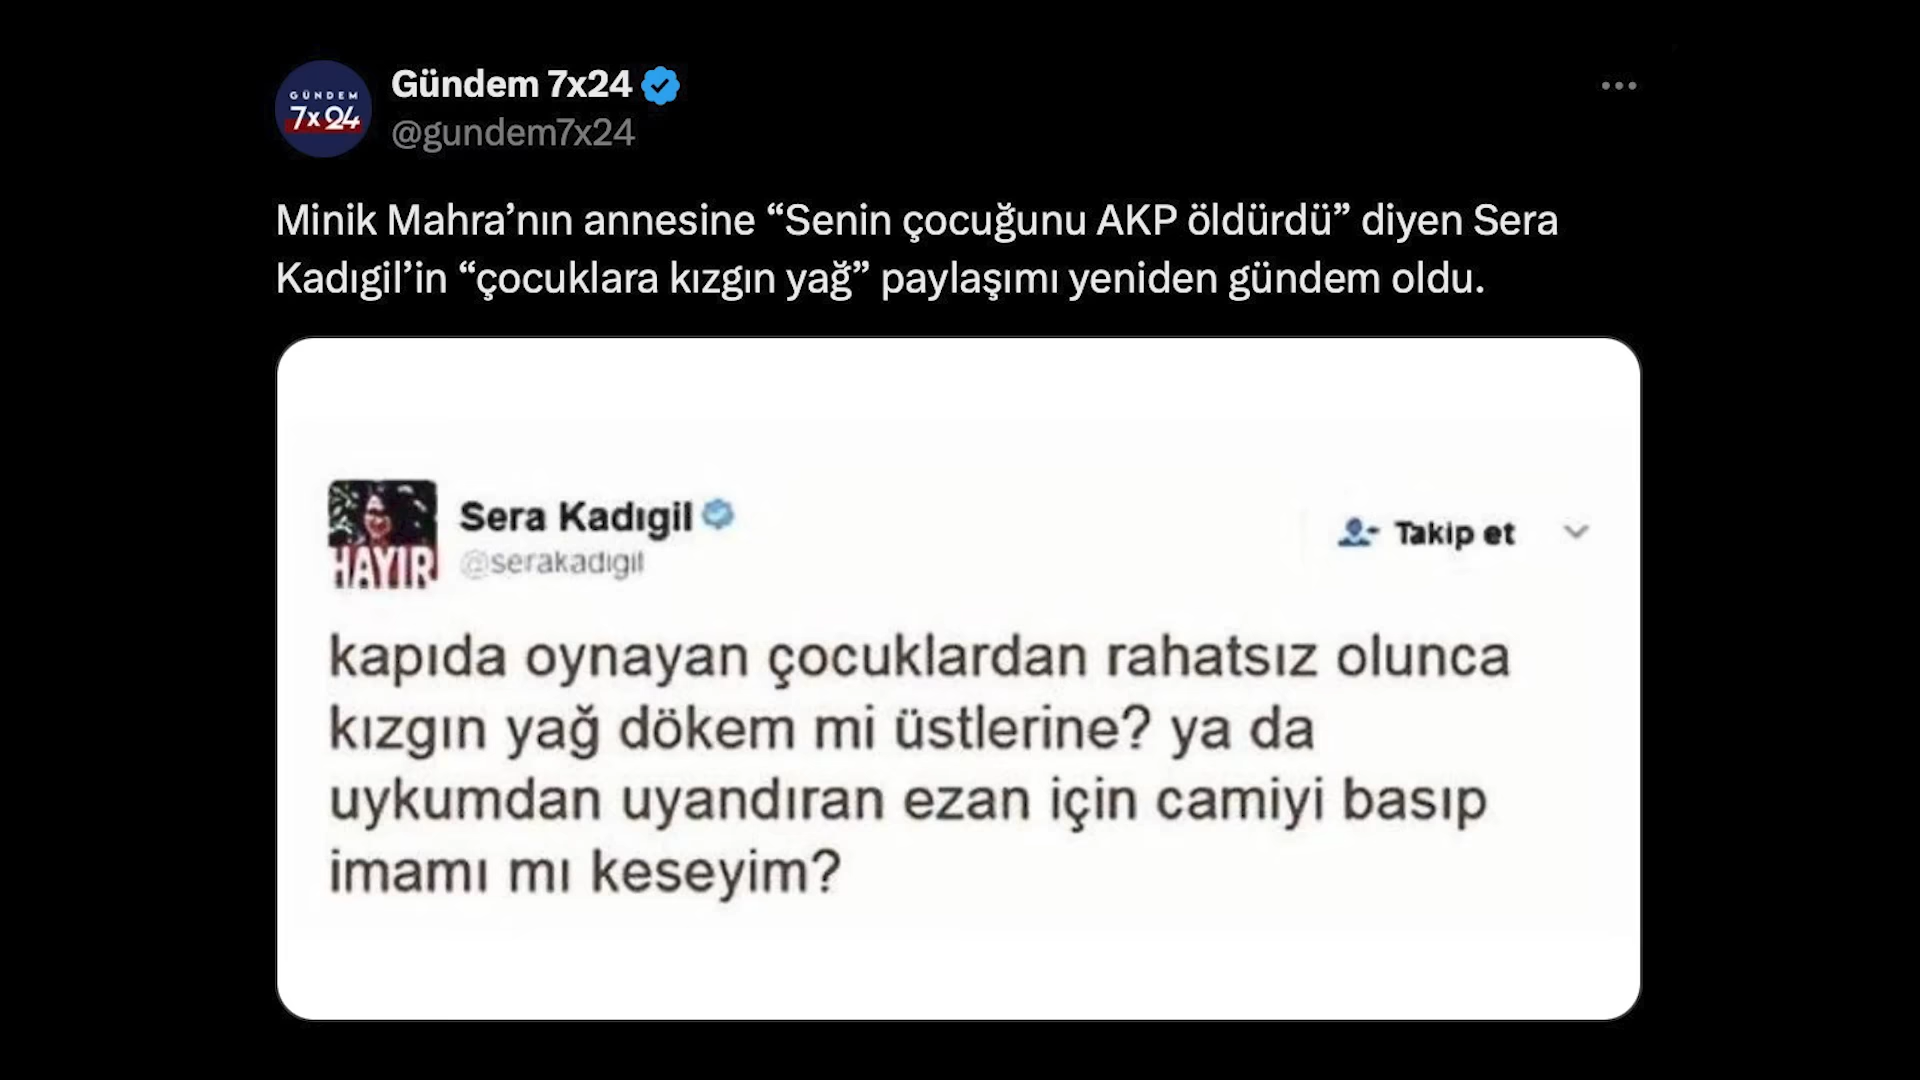 GÜNDEM
7x24
Gündem 7x24
@gundem7x24
Minik Mahra’nın annesine “Senin çocuğunu AKP öldürdü” diyen Sera
Kadıgil’in “çocuklara kızgın yağ” paylaşımı yeniden gündem oldu.
HAYIR
Sera Kadıgil
@serakadigil
Takip et
kapıda oynayan çocuklardan rahatsız olunca
kızgın yağ dökem mi üstlerine? ya da
uykumdan uyandıran ezan için camiyi basıp
imamı mı keseyim?